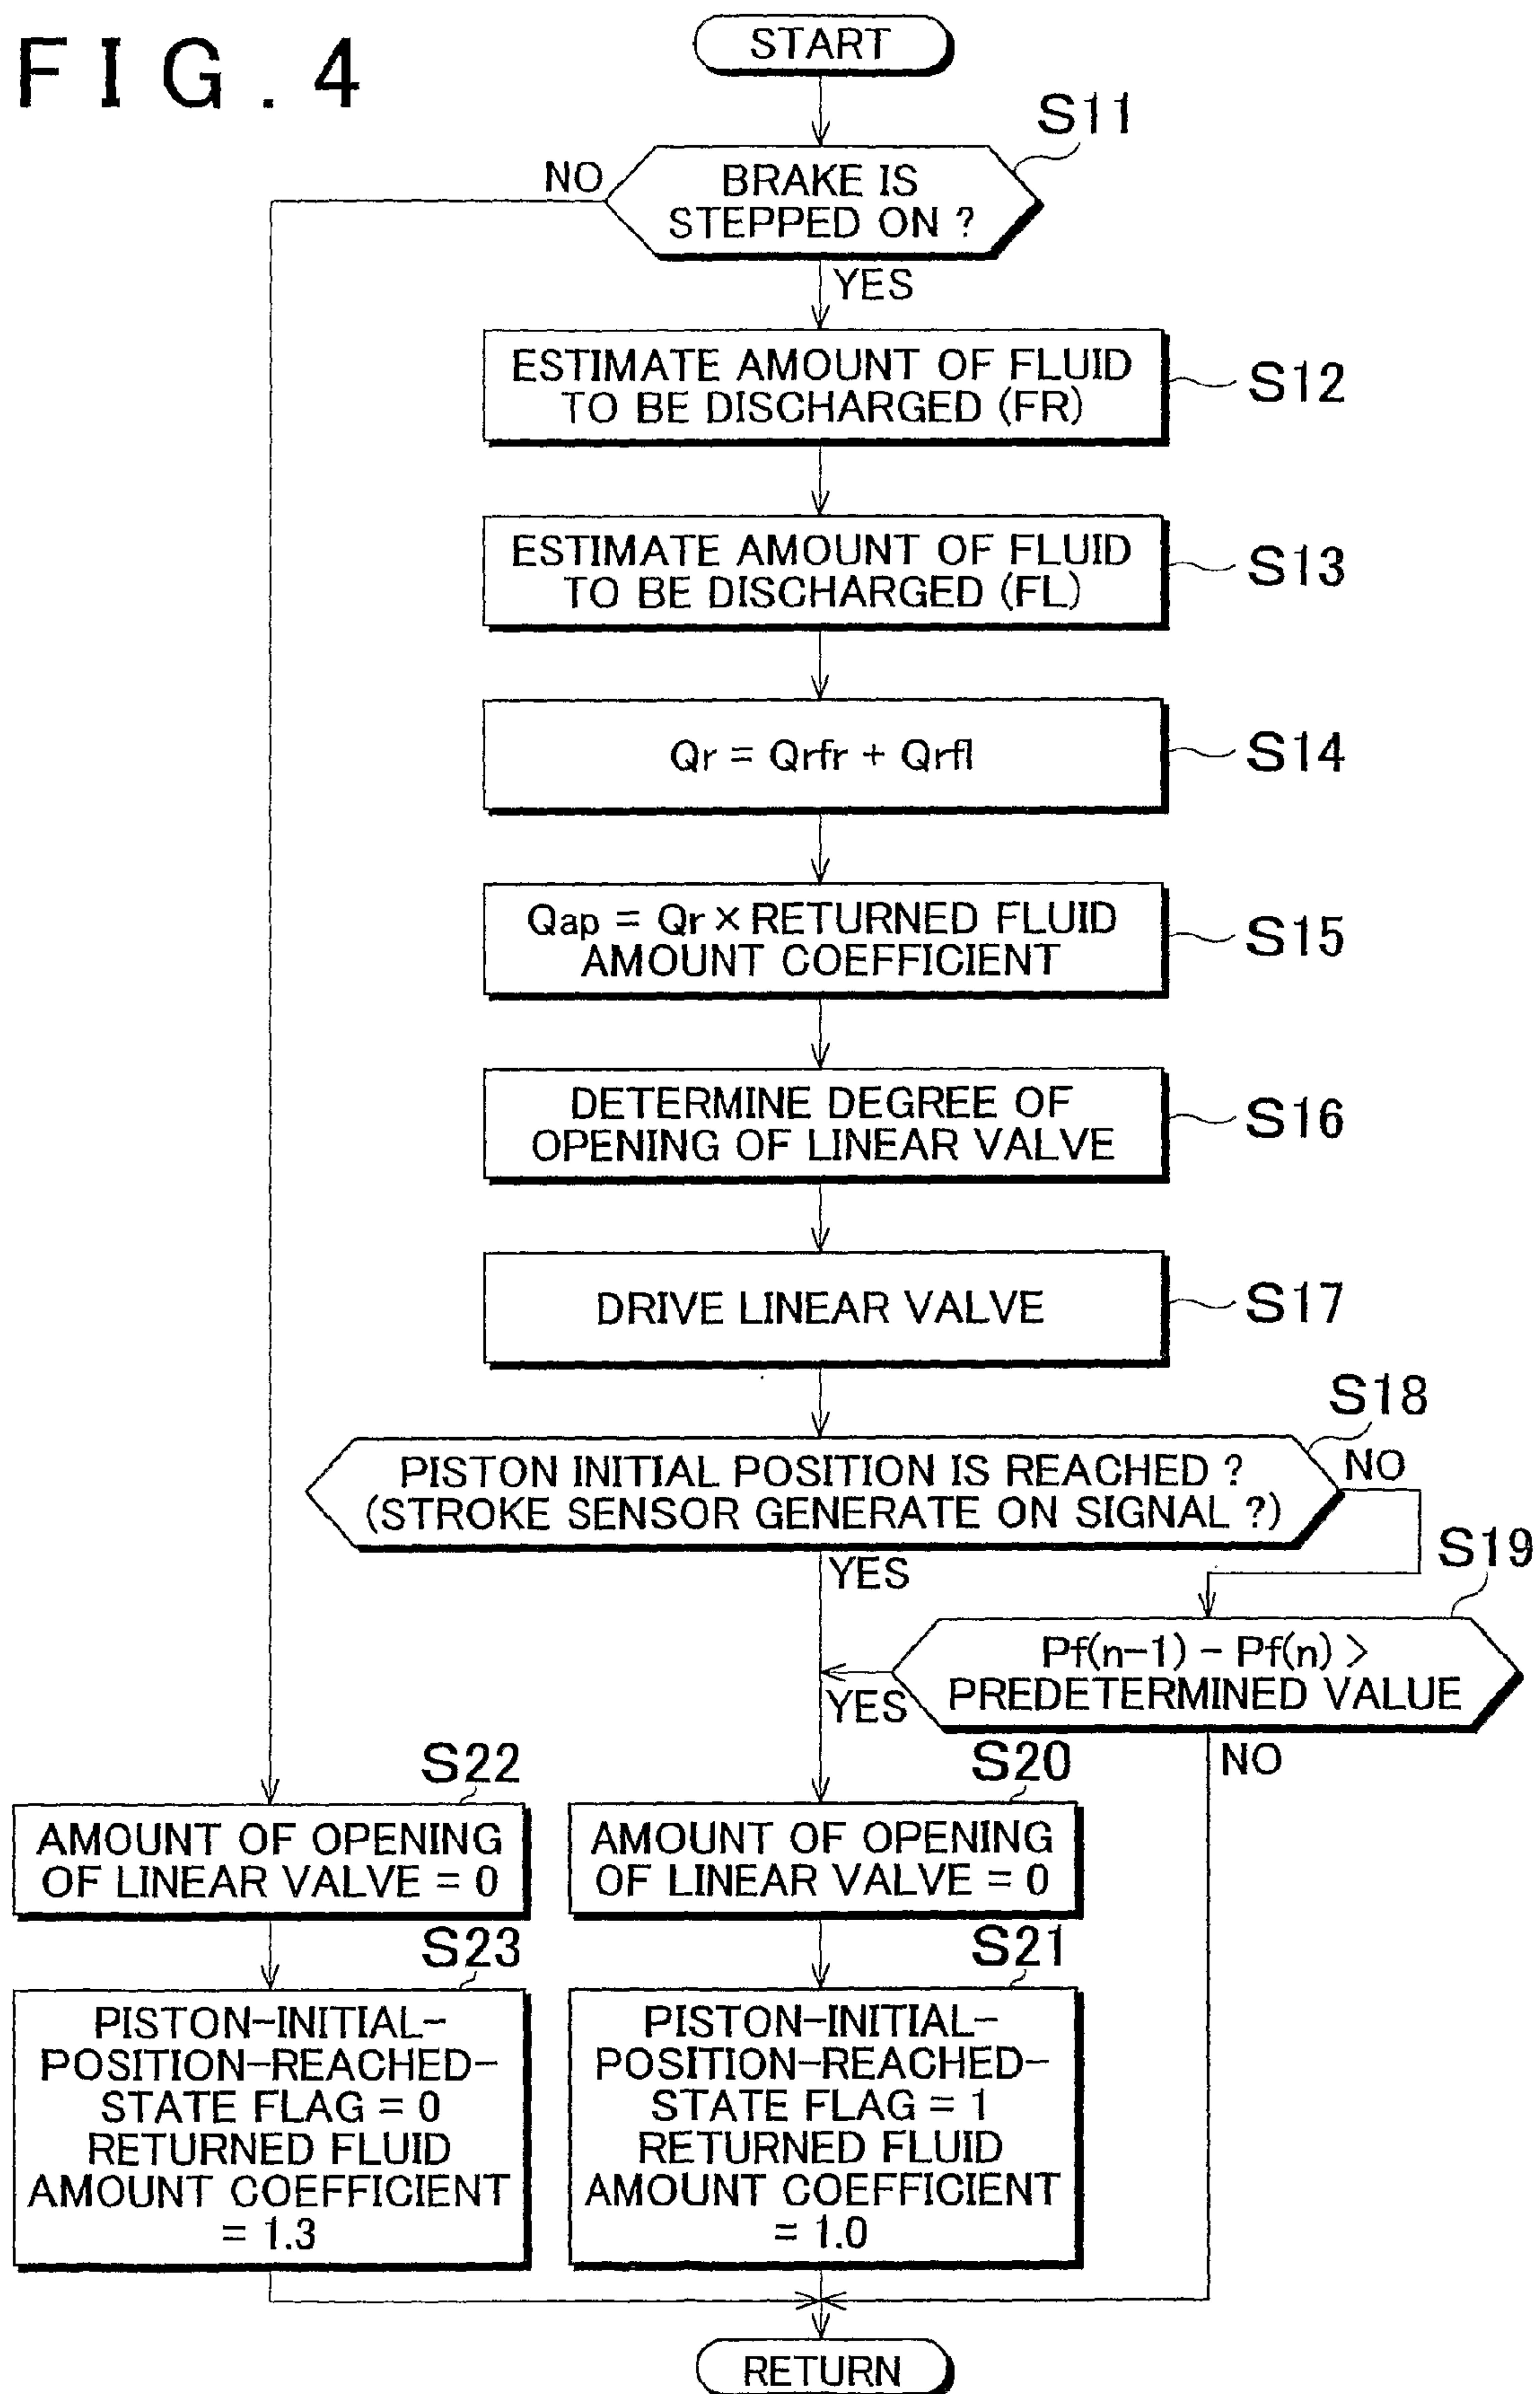 FIG. 4
START
S11
NO
BRAKE IS
STEPPED ON ?
YES
ESTIMATE AMOUNT OF FLUID
TO BE DISCHARGED (FR)
S12
ESTIMATE AMOUNT OF FLUID
TO BE DISCHARGED (FL)
S13
Qr = Qrfr + Qrfl
S14
Qap = Qr × RETURNED FLUID
AMOUNT COEFFICIENT
S15
DETERMINE DEGREE OF
OPENING OF LINEAR VALVE
S16
DRIVE LINEAR VALVE
S17
S18
PISTON INITIAL POSITION IS REACHED ?
(STROKE SENSOR GENERATE ON SIGNAL ?)
NO
YES
S19
Pf(n-1) - Pf(n) >
PREDETERMINED VALUE
YES
NO
S22
AMOUNT OF OPENING
OF LINEAR VALVE = 0
S20
AMOUNT OF OPENING
OF LINEAR VALVE = 0
S23
PISTON-INITIAL-
POSITION-REACHED-
STATE FLAG = 0
RETURNED FLUID
AMOUNT COEFFICIENT
= 1.3
S21
PISTON-INITIAL-
POSITION-REACHED-
STATE FLAG = 1
RETURNED FLUID
AMOUNT COEFFICIENT
= 1.0
RETURN